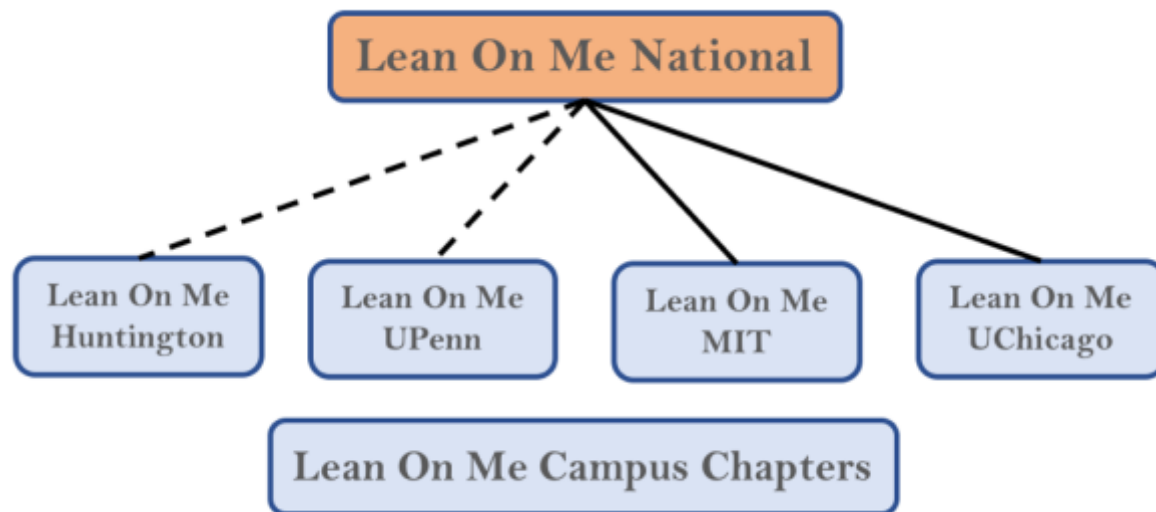 Lean On Me National
Lean On Me
Huntington
Lean On Me
UPenn
Lean On Me
MIT
Lean On Me
UChicago
Lean On Me Campus Chapters